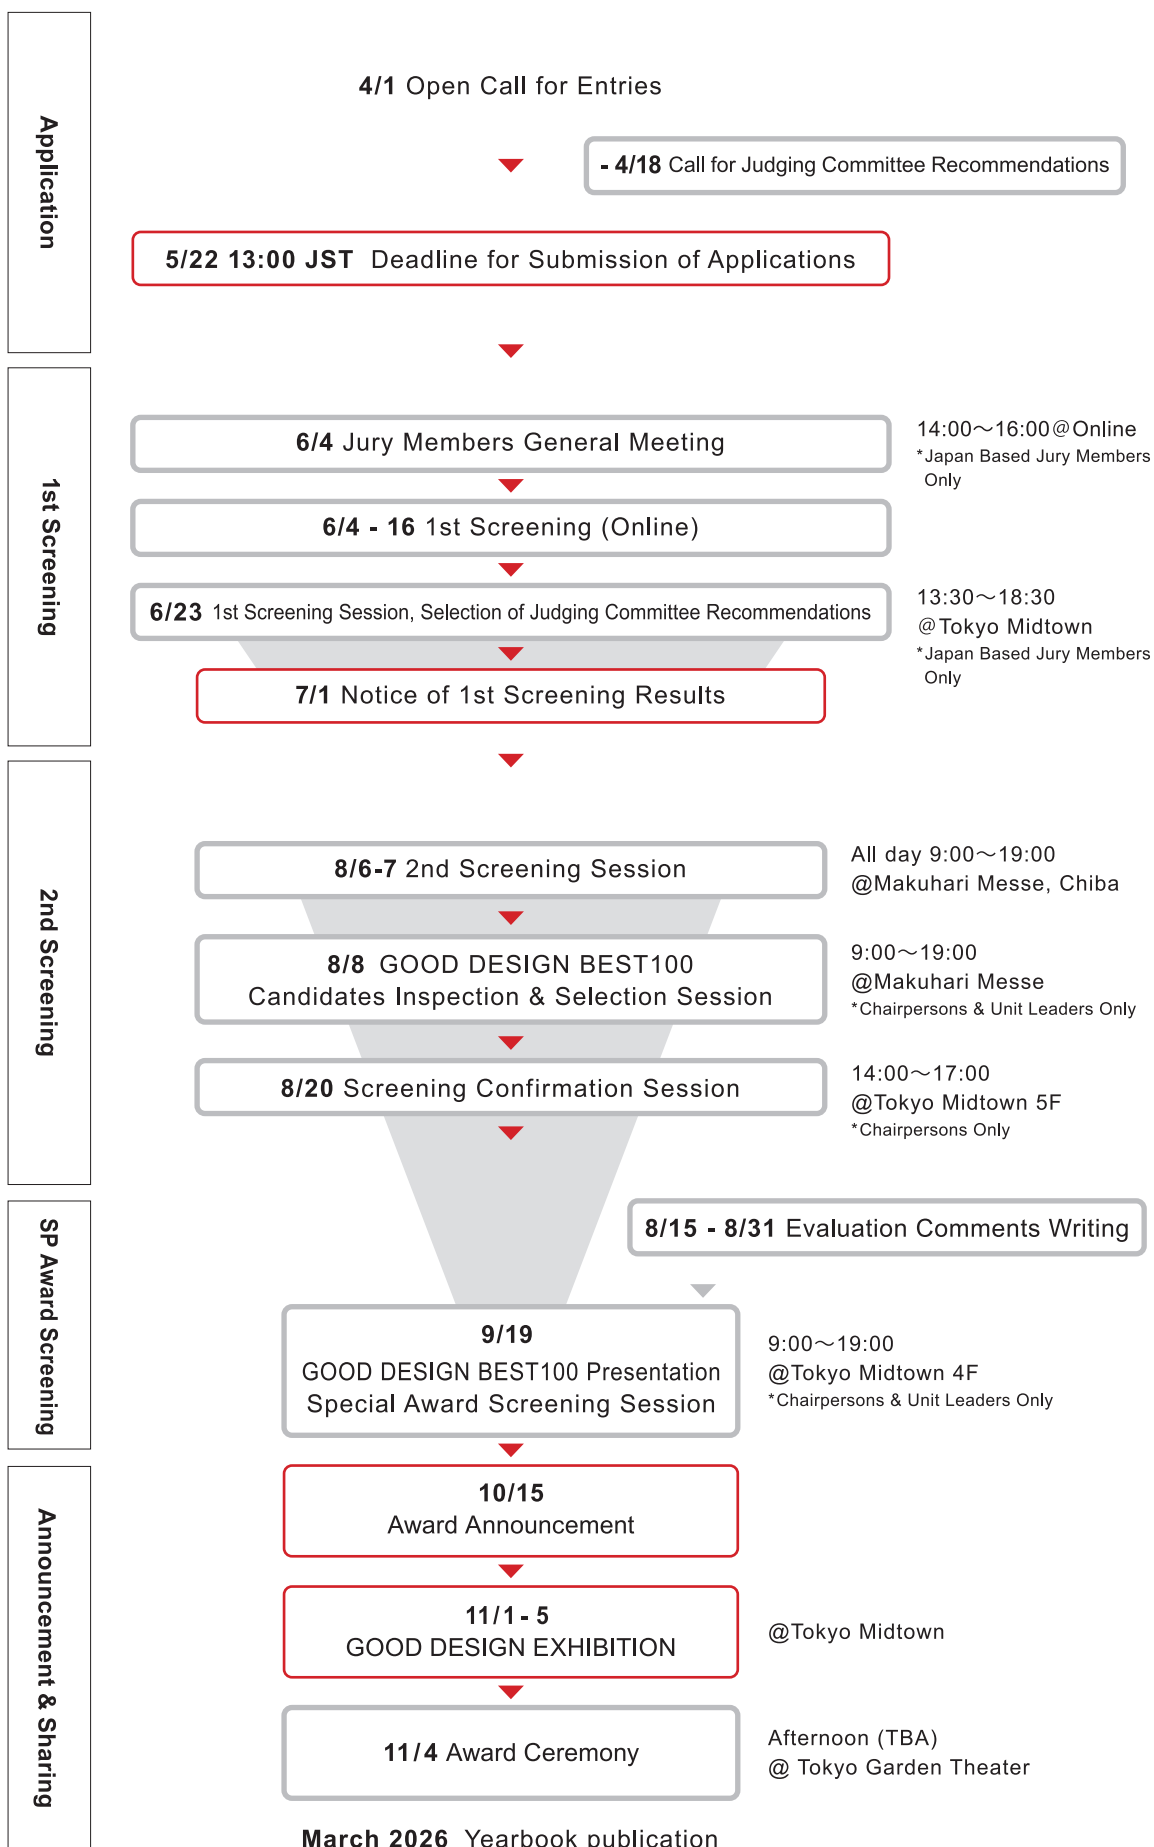 Application
4/1 Open Call for Entries
- 4/18 Call for Judging Committee Recommendations
5/22 13:00 JST Deadline for Submission of Applications
1st Screening
6/4 Jury Members General Meeting
14:00～16:00@Online
*Japan Based Jury Members
Only
6/4 - 16 1st Screening (Online)
6/23 1st Screening Session, Selection of Judging Committee Recommendations
13:30～18:30
@Tokyo Midtown
*Japan Based Jury Members
Only
7/1 Notice of 1st Screening Results
2nd Screening
8/6-7 2nd Screening Session
All day 9:00～19:00
@Makuhari Messe, Chiba
8/8 GOOD DESIGN BEST100
Candidates Inspection & Selection Session
9:00～19:00
@Makuhari Messe
*Chairpersons & Unit Leaders Only
8/20 Screening Confirmation Session
14:00～17:00
@Tokyo Midtown 5F
*Chairpersons Only
SP Award Screening
8/15 - 8/31 Evaluation Comments Writing
9/19
GOOD DESIGN BEST100 Presentation
Special Award Screening Session
9:00～19:00
@Tokyo Midtown 4F
*Chairpersons & Unit Leaders Only
Announcement & Sharing
10/15
Award Announcement
11/1 - 5
GOOD DESIGN EXHIBITION
@Tokyo Midtown
11/4 Award Ceremony
Afternoon (TBA)
@ Tokyo Garden Theater
March 2026 Yearbook publication